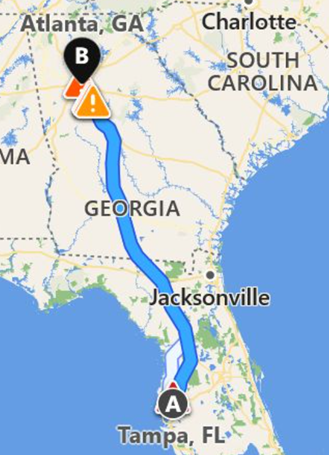 Atlanta, GA
Charlotte
B
SOUTH
CAROLINA
MA
GEORGIA
Jacksonville
A
Tampa, FL